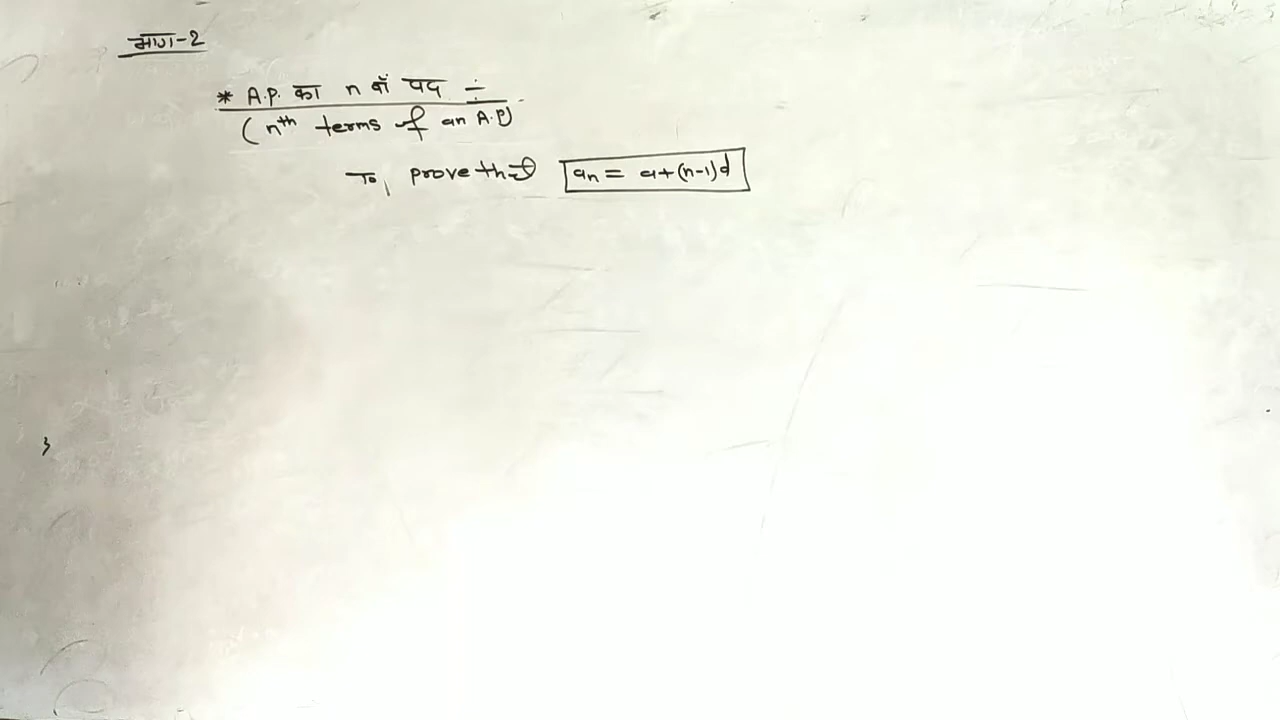 भाग-2
* A.P. का n वाँ पद ÷
(nth terms of an A.P)
To, prove that an = a+(n-1)d